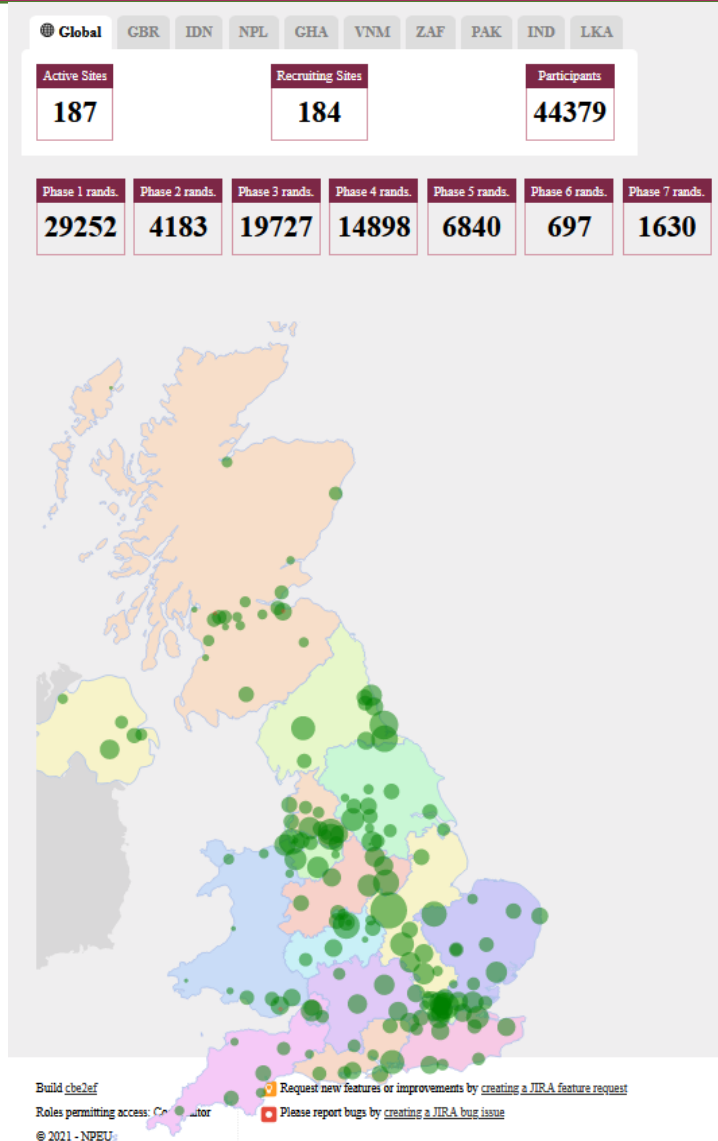 Global GBR IDN NPL GHA VNM ZAF PAK IND LKA
Active Sites Recruiting Sites Participants
187 184 44379
Phase 1 rands. Phase 2 rands. Phase 3 rands. Phase 4 rands. Phase 5 rands. Phase 6 rands. Phase 7 rands.
29252 4183 19727 14898 6840 697 1630
Build cbe2ef Request new features or improvements by creating a JIRA feature request
Roles permitting access: Please report bugs by creating a JIRA bug issue
© 2021 - NPEU